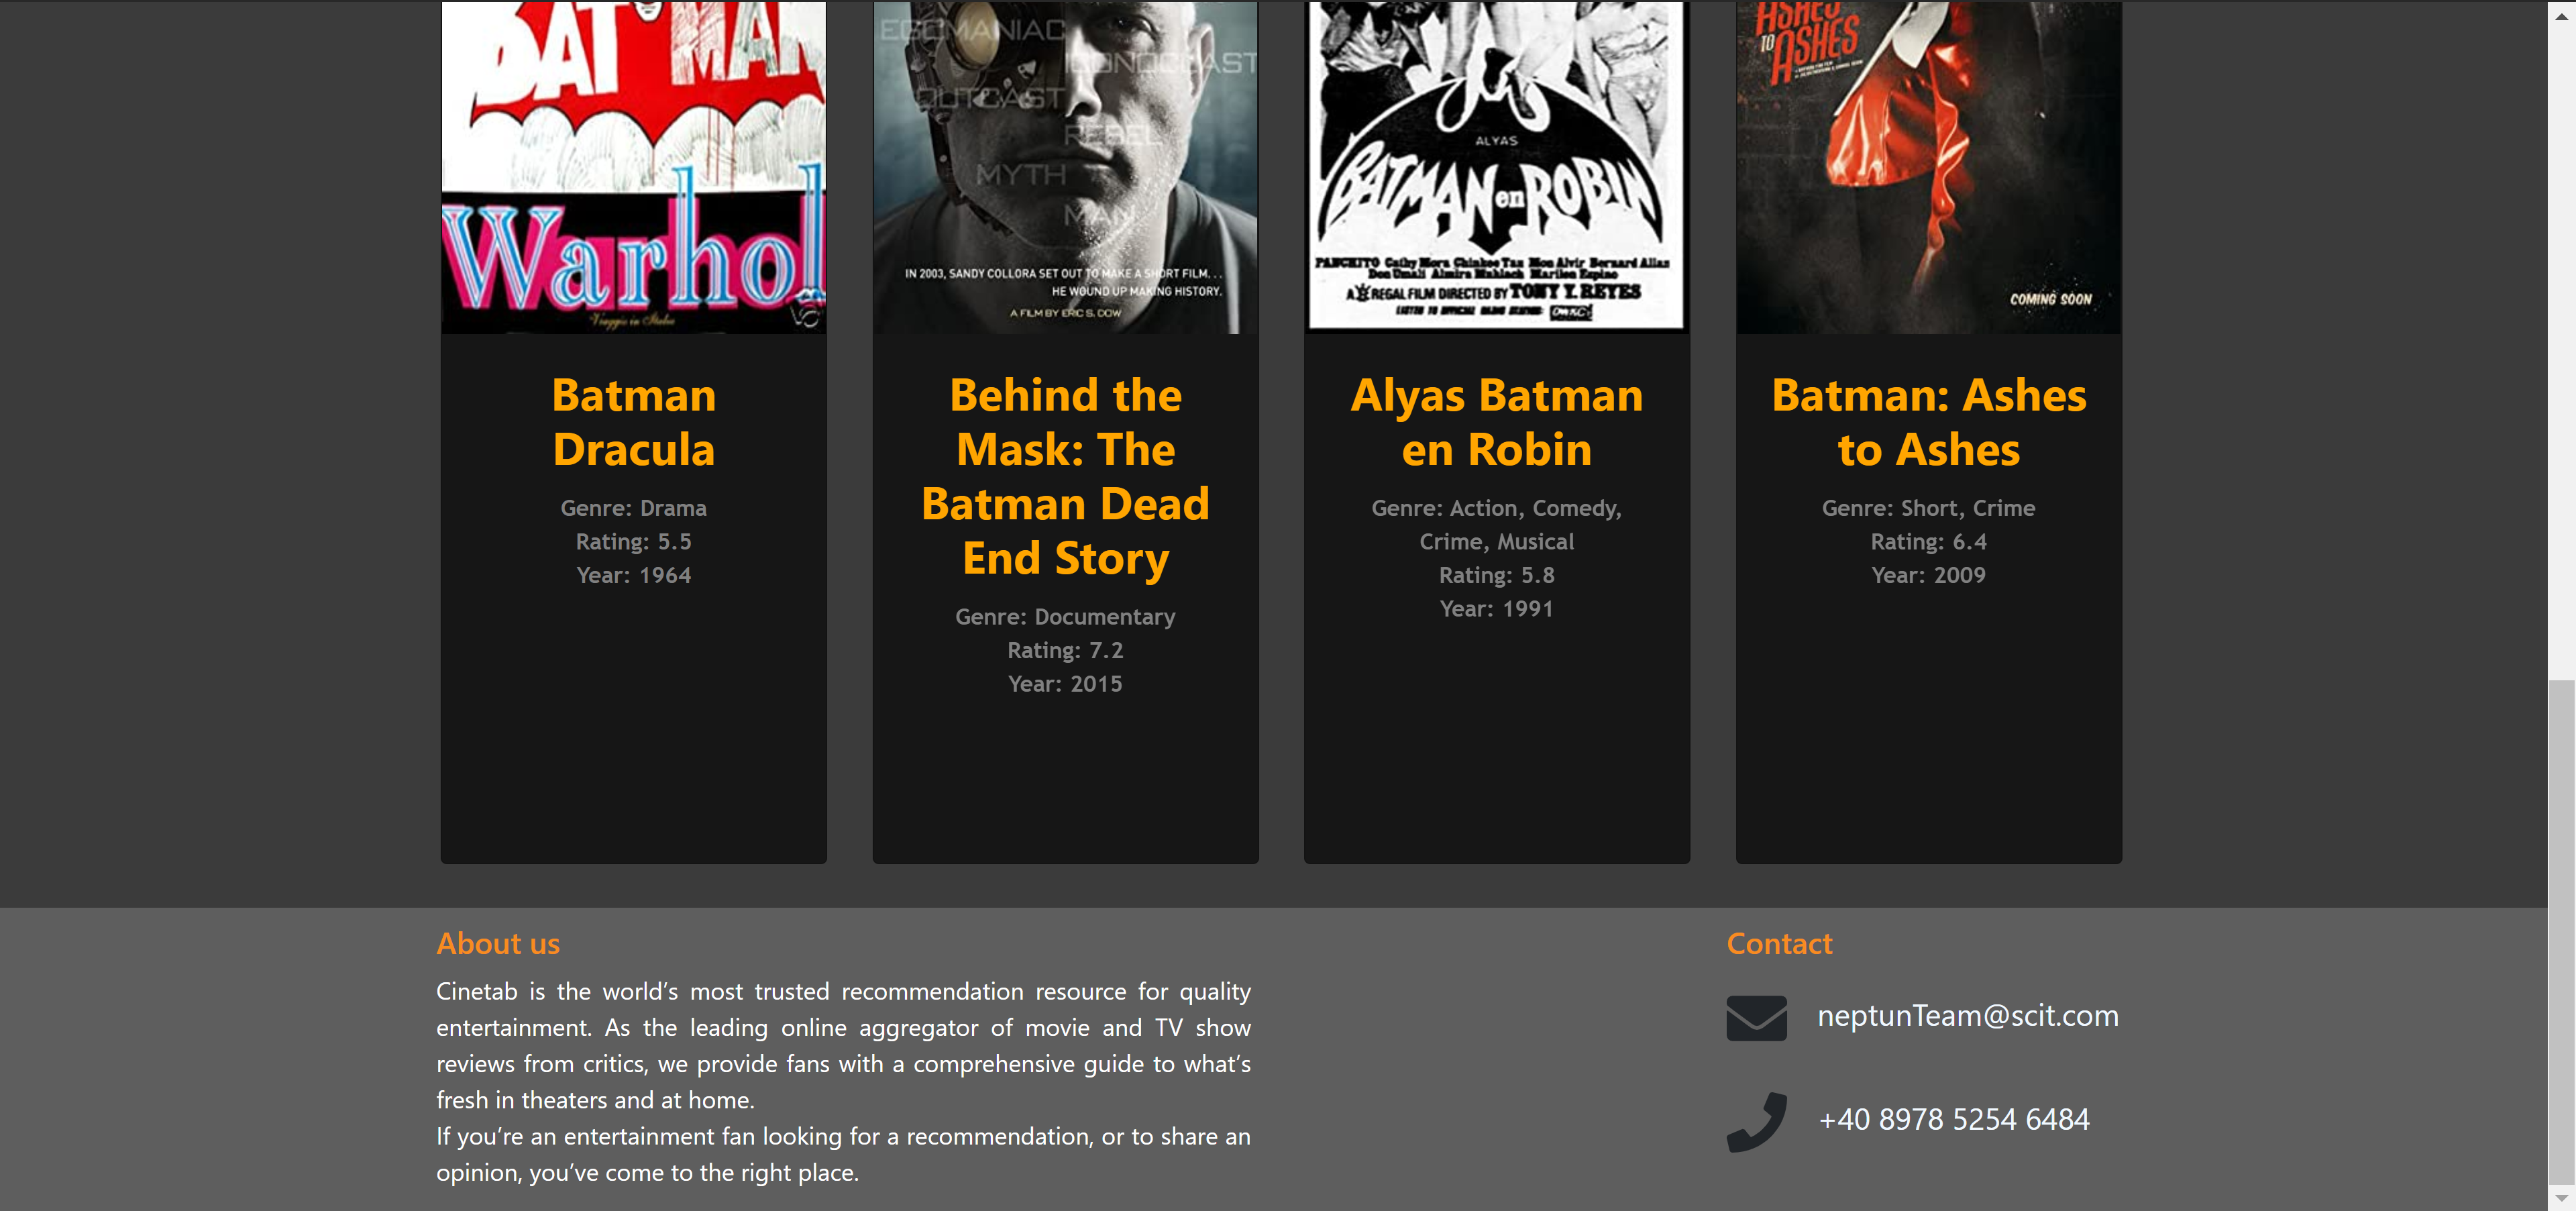 BATMAN
Warhol
Viaggio in Italia
EGOMANIAC
ICONOCLAST
OUTCAST
REBEL
MYTH
MAN
IN 2003, SANDY COLLORA SET OUT TO MAKE A SHORT FILM...
HE WOUND UP MAKING HISTORY.
A FILM BY ERIC S. DOW
ALYAS
BATMAN en ROBIN
PANCHITO Cathy Mora Chinkee Tan Mon Alvir Bernard Atlas
Don Umali Almira Muhlach Marilen Espino
A REGAL FILM DIRECTED BY TONY Y. REYES
ASHES
TO
ASHES
COMING SOON
Batman
Dracula
Genre: Drama
Rating: 5.5
Year: 1964
Behind the
Mask: The
Batman Dead
End Story
Genre: Documentary
Rating: 7.2
Year: 2015
Alyas Batman
en Robin
Genre: Action, Comedy,
Crime, Musical
Rating: 5.8
Year: 1991
Batman: Ashes
to Ashes
Genre: Short, Crime
Rating: 6.4
Year: 2009
About us
Cinetab is the world’s most trusted recommendation resource for quality
entertainment. As the leading online aggregator of movie and TV show
reviews from critics, we provide fans with a comprehensive guide to what’s
fresh in theaters and at home.
If you’re an entertainment fan looking for a recommendation, or to share an
opinion, you’ve come to the right place.
Contact
neptunTeam@scit.com
+40 8978 5254 6484